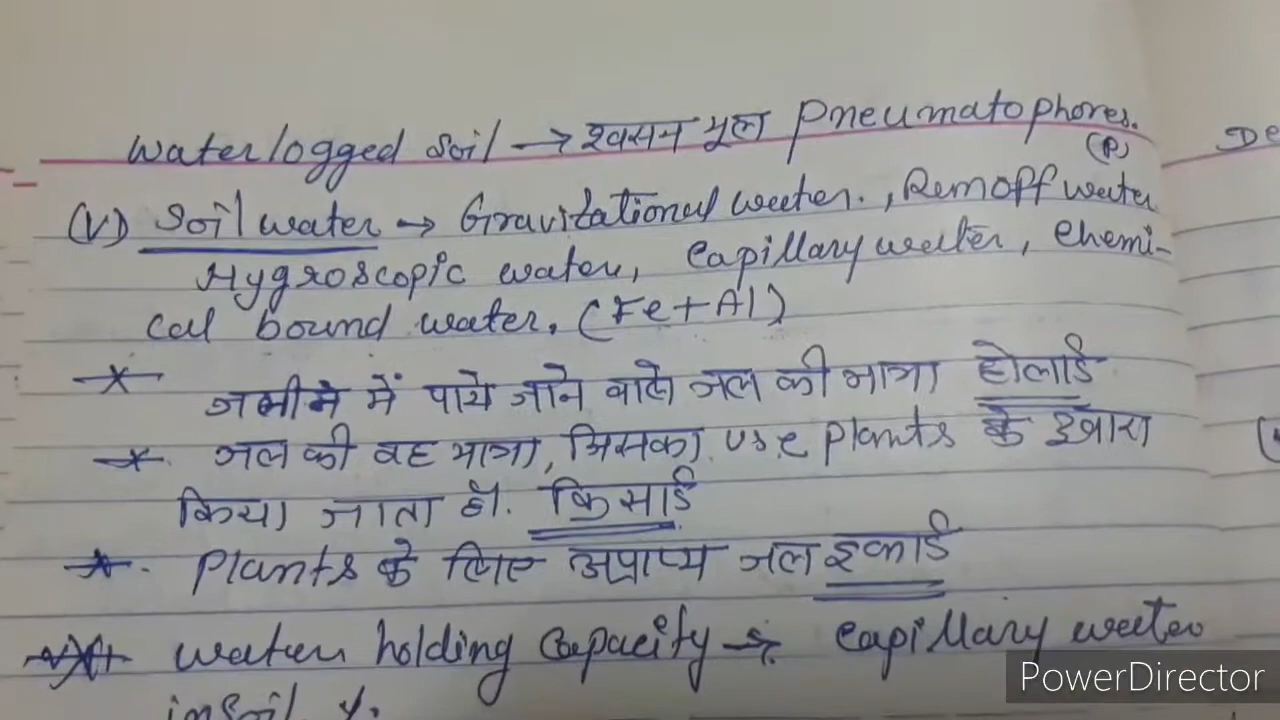 Waterlogged soil → श्वसन मूल Pneumatophores.
(P)
(V) Soil water → Gravitational water., Runoff water
Hygroscopic water, Capillary water, Chemi-
cal bound water. (Fe + Al)
* जमीन में पाये जाने वाले जल की मात्रा होलार्ड
* जल की वह मात्रा, जिसका use plants के द्वारा
किया जाता है. क्रिसार्ड
* Plants के लिए अप्राप्य जल इकार्ड
** Water holding capacity → Capillary water
in soil
De
PowerDirector